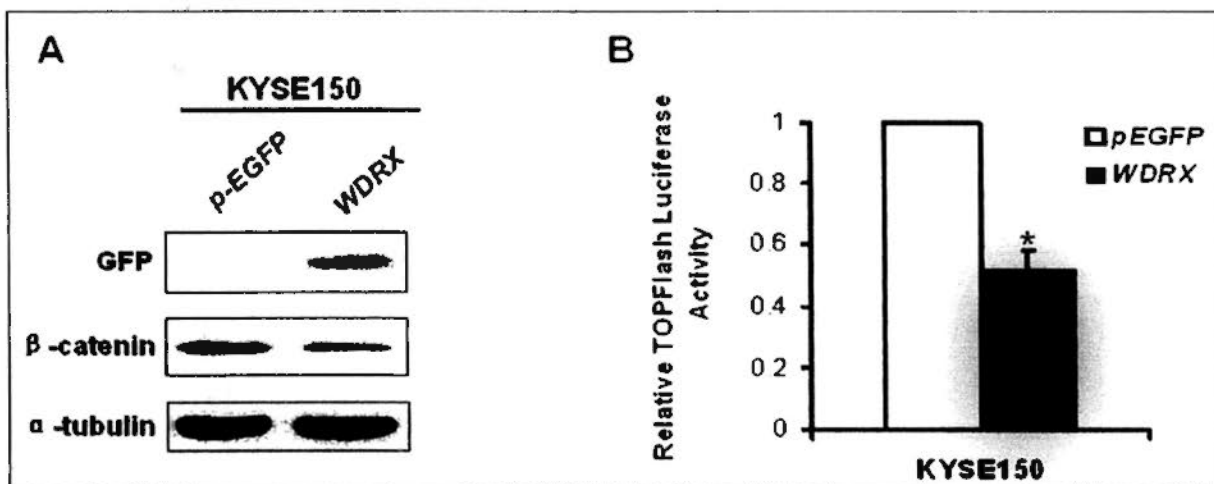 A
KYSE150
p-EGFP
WDRX
GFP
β-catenin
α-tubulin
B
Relative TOPFlash Luciferase
Activity
1
0 8
0 6
0 4
0 2
0
*
pEGFP
WDRX
KYSE150